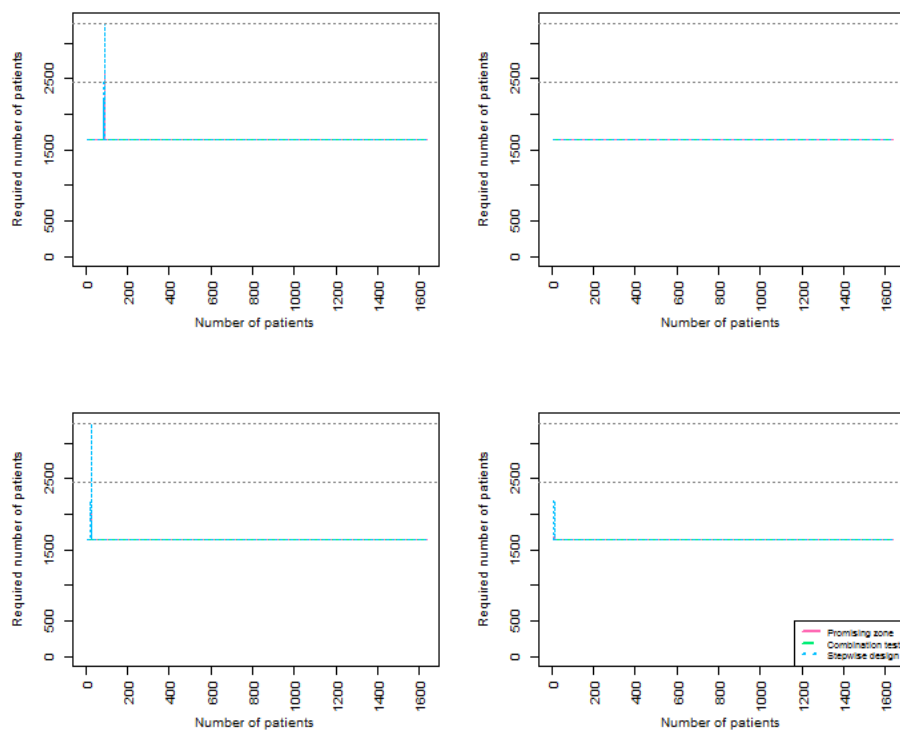 Required number of patients
2500
1500
500
0
0 200 400 600 800 1000 1200 1400 1600
Number of patients
Required number of patients
2500
1500
500
0
0 200 400 600 800 1000 1200 1400 1600
Number of patients
Required number of patients
2500
1500
500
0
0 200 400 600 800 1000 1200 1400 1600
Number of patients
Required number of patients
2500
1500
500
0
0 200 400 600 800 1000 1200 1400 1600
Number of patients
Promising zone
Combination test
Stepwise design